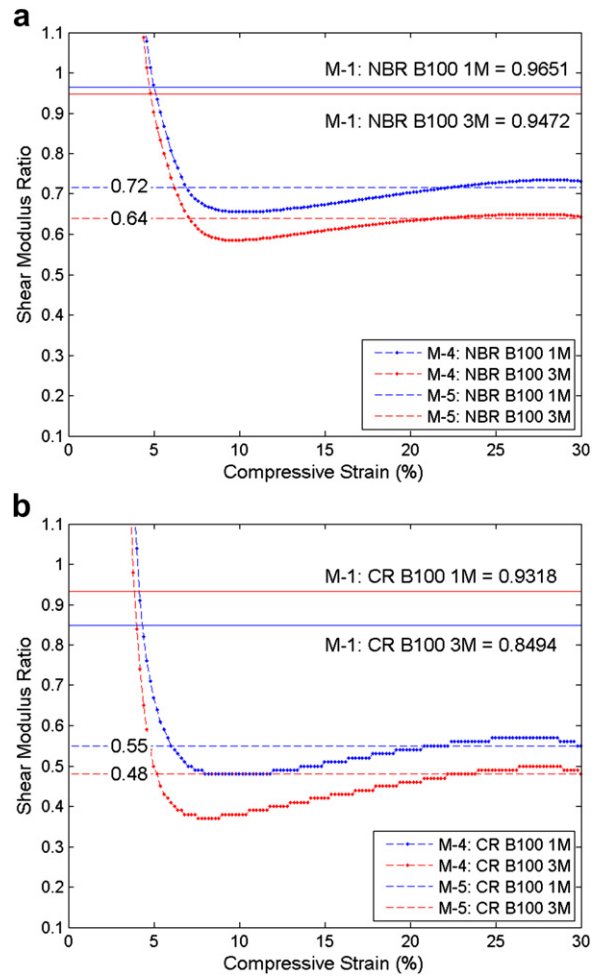 a
1.1
1
0.9
0.8
0.7
0.6
0.5
0.4
0.3
0.2
0.1
Shear Modulus Ratio
M-1: NBR B100 1M = 0.9651
M-1: NBR B100 3M = 0.9472
0.72
0.64
M-4: NBR B100 1M
M-4: NBR B100 3M
M-5: NBR B100 1M
M-5: NBR B100 3M
0 5 10 15 20 25 30
Compressive Strain (%)
b
1.1
1
0.9
0.8
0.7
0.6
0.5
0.4
0.3
0.2
0.1
Shear Modulus Ratio
M-1: CR B100 1M = 0.9318
M-1: CR B100 3M = 0.8494
0.55
0.48
M-4: CR B100 1M
M-4: CR B100 3M
M-5: CR B100 1M
M-5: CR B100 3M
0 5 10 15 20 25 30
Compressive Strain (%)